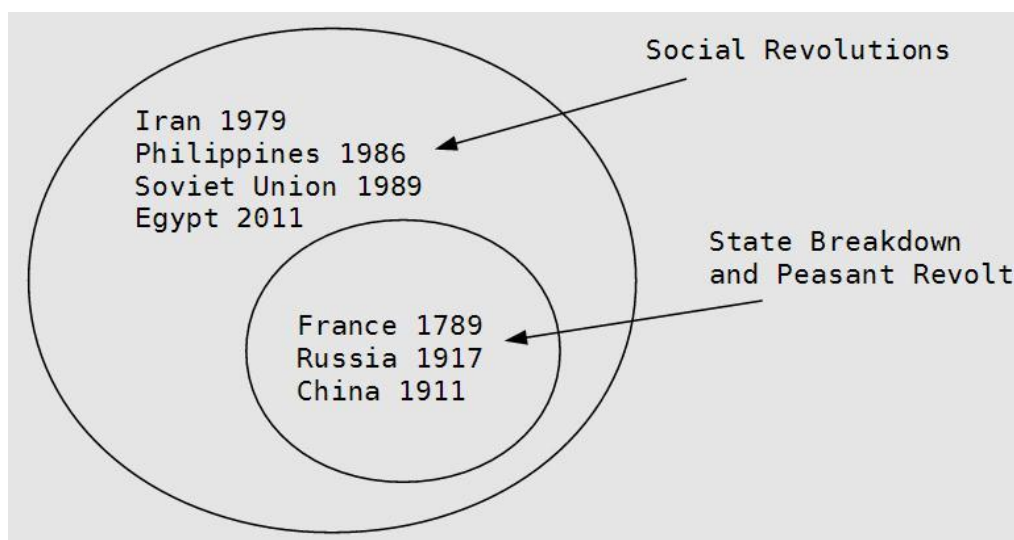 Social Revolutions
Iran 1979
Philippines 1986
Soviet Union 1989
Egypt 2011
State Breakdown
and Peasant Revolt
France 1789
Russia 1917
China 1911